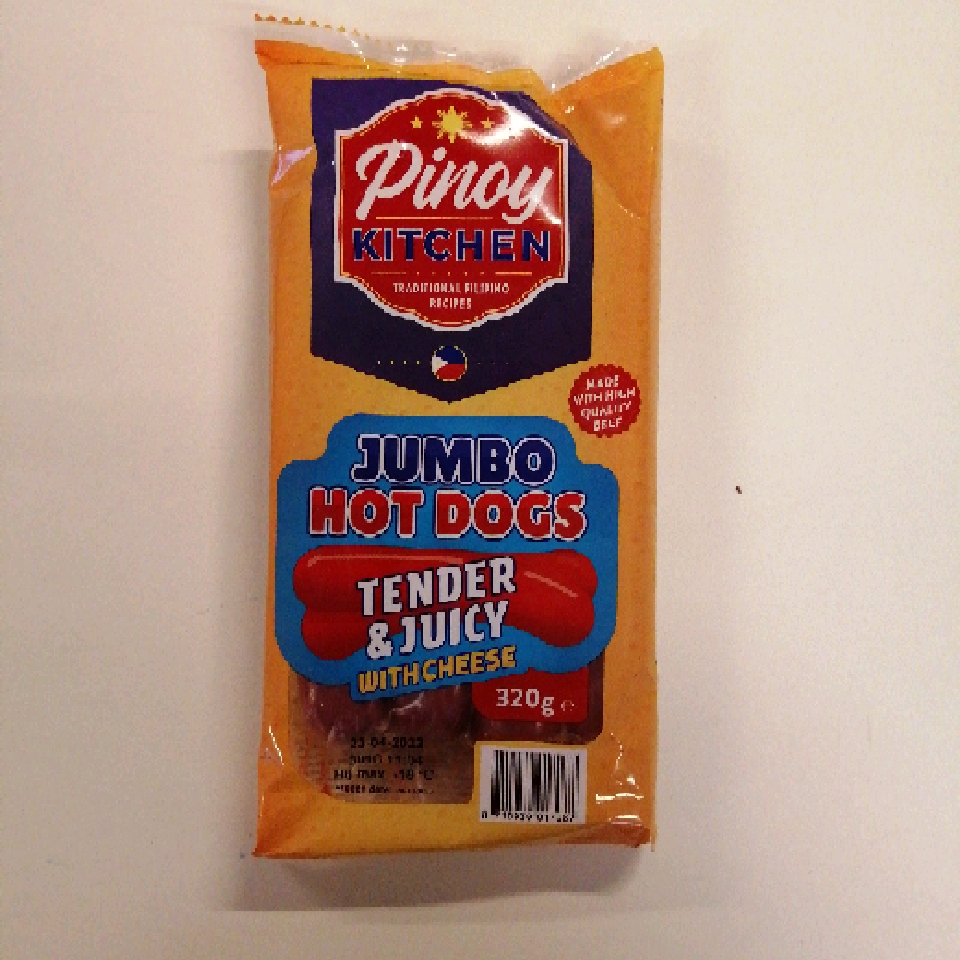 Pinoy
KITCHEN
TRADITIONAL FILIPINO
RECIPES
MADE
WITH HIGH
QUALITY
BEEF
JUMBO
HOT DOGS
TENDER
& JUICY
WITH CHEESE
320g e